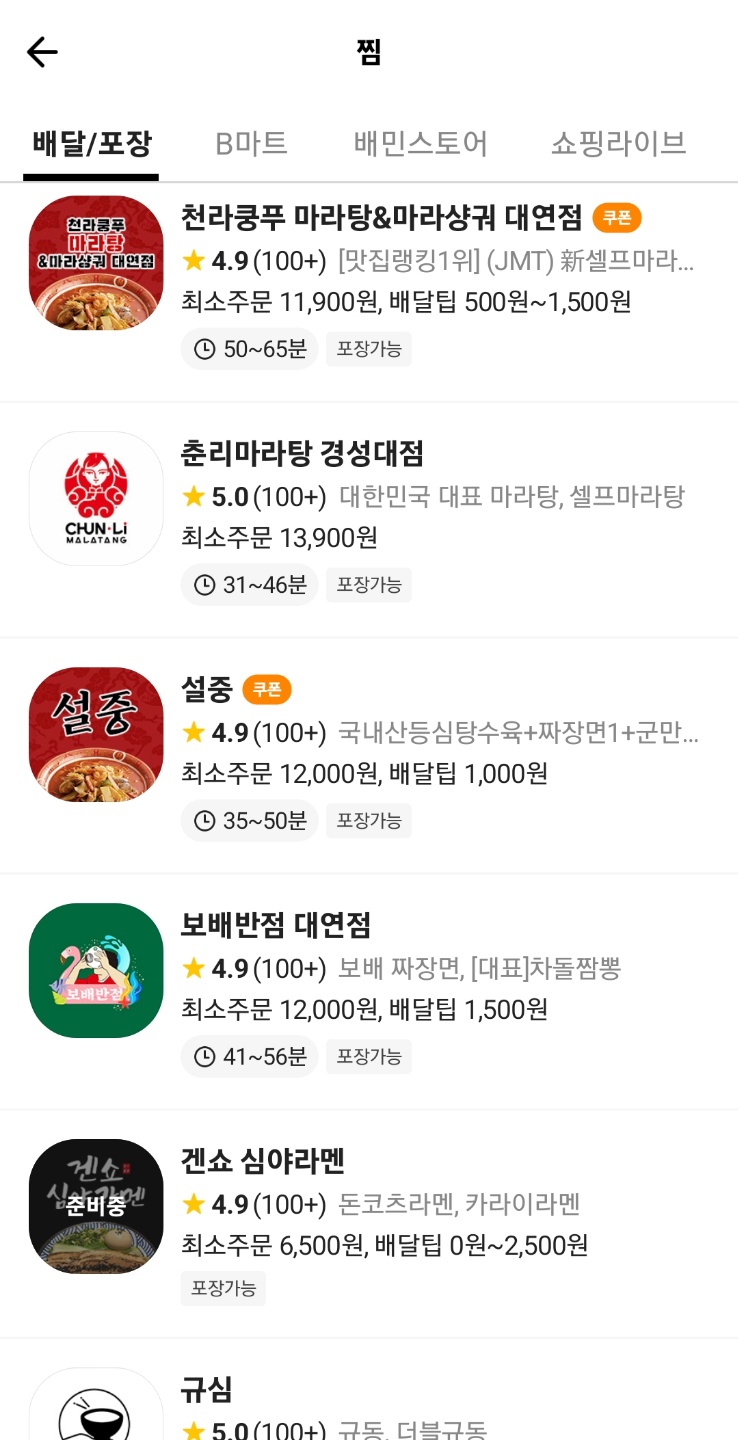 찜
배달/포장 B마트 배민스토어 쇼핑라이브
천라쿵푸
마라탕
&마라샹궈 대연점
천라쿵푸 마라탕&마라샹궈 대연점 쿠폰
4.9(100+) [맛집랭킹1위] (JMT) 新셀프마라...
최소주문 11,900원, 배달팁 500원~1,500원
50~65분 포장가능
CHUN·Li
MALATANG
춘리마라탕 경성대점
5.0(100+) 대한민국 대표 마라탕, 셀프마라탕
최소주문 13,900원
31~46분 포장가능
설중
설중 쿠폰
4.9(100+) 국내산등심탕수육+짜장면1+군만...
최소주문 12,000원, 배달팁 1,000원
35~50분 포장가능
보배반점
보배반점 대연점
4.9(100+) 보배 짜장면, [대표]차돌짬뽕
최소주문 12,000원, 배달팁 1,500원
41~56분 포장가능
겐쇼
심야라멘
준비중
겐쇼 심야라멘
4.9(100+) 돈코츠라멘, 카라이라멘
최소주문 6,500원, 배달팁 0원~2,500원
포장가능
규심
5.0(100+) 규동, 더블규동